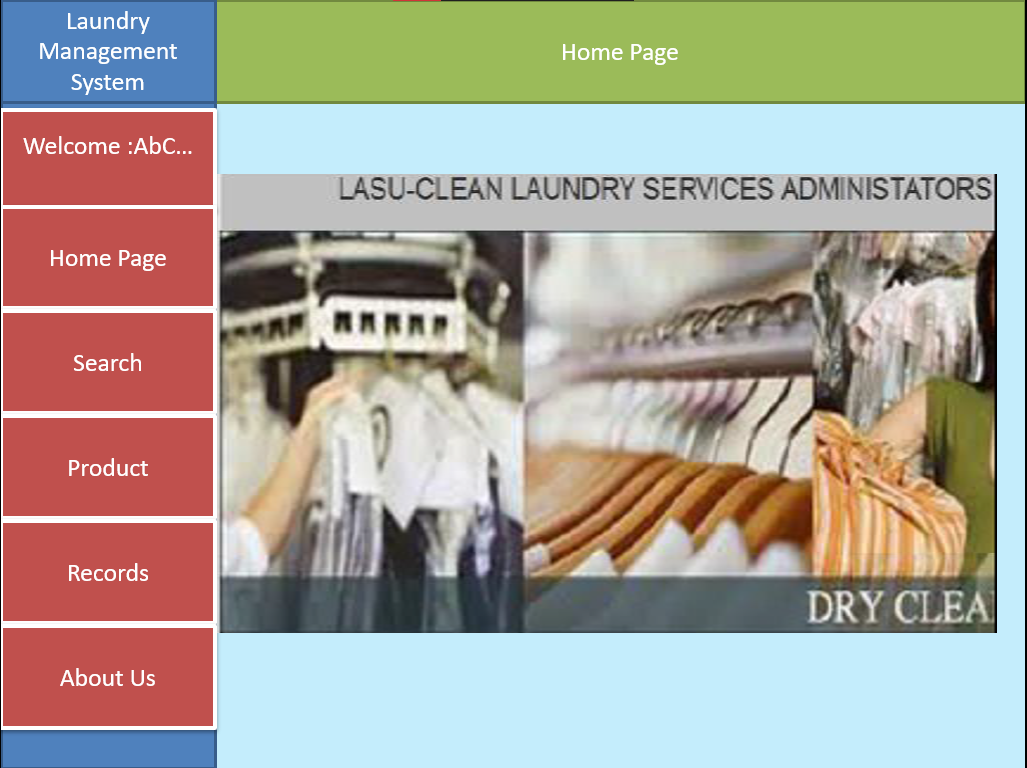 Laundry
Management
System
Home Page
Welcome :AbC...
Home Page
Search
Product
Records
About Us
LASU-CLEAN LAUNDRY SERVICES ADMINISTATORS
DRY CLEA